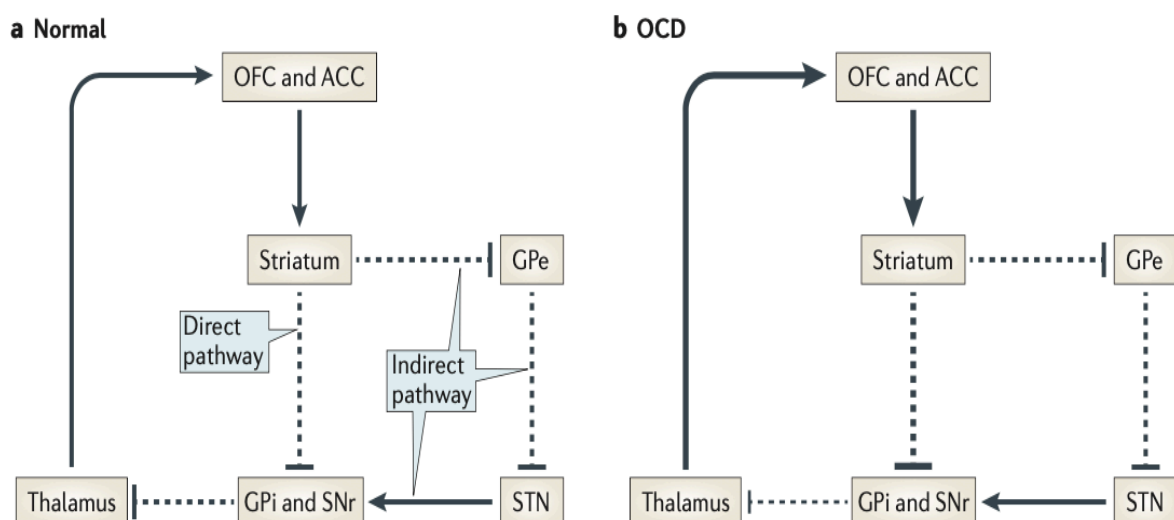 a Normal
OFC and ACC
Striatum
GPe
Direct
pathway
Indirect
pathway
Thalamus
GPi and SNr
STN
b OCD
OFC and ACC
Striatum
GPe
Thalamus
GPi and SNr
STN